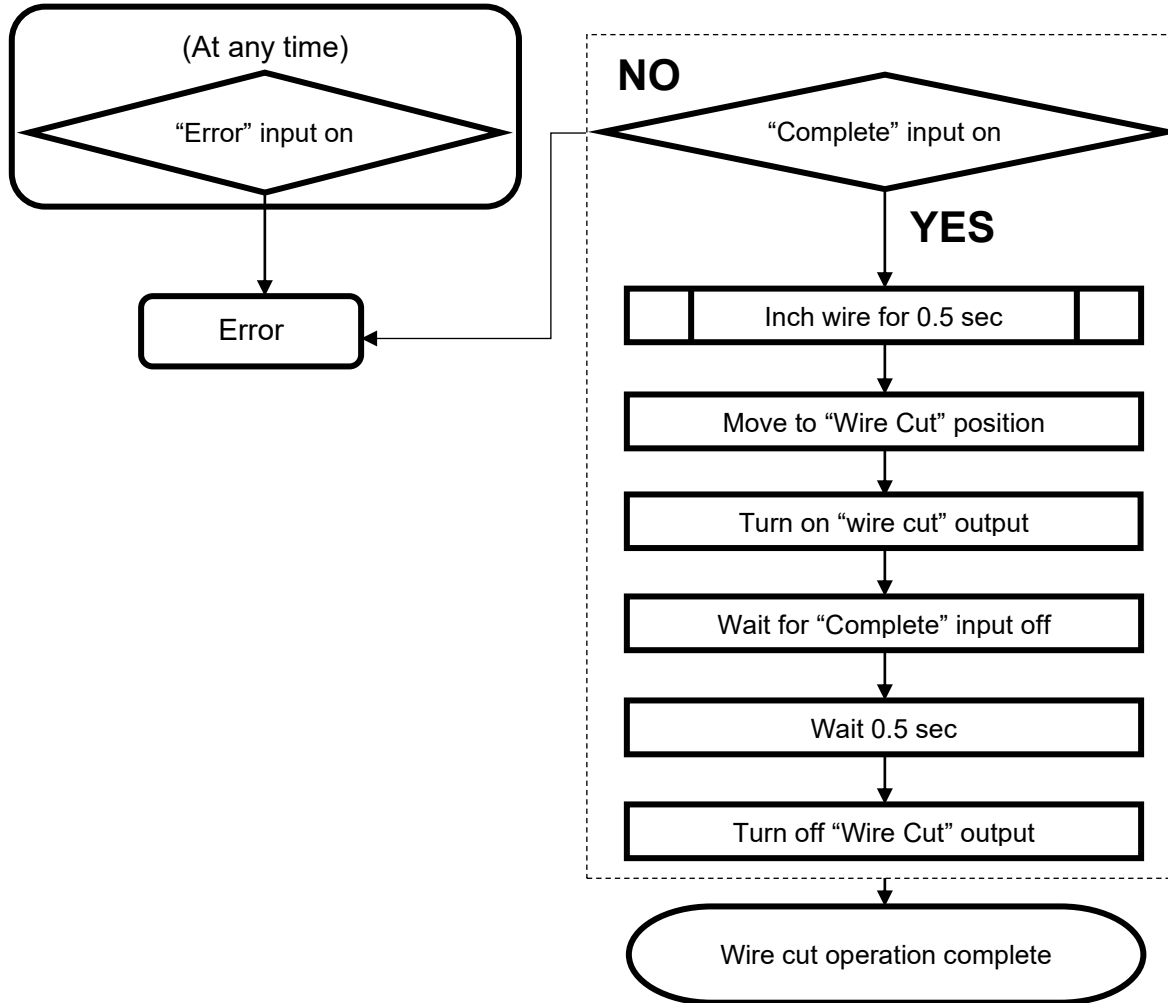 (At any time)
“Error” input on
Error
NO
“Complete” input on
YES
Inch wire for 0.5 sec
Move to “Wire Cut” position
Turn on “wire cut” output
Wait for “Complete” input off
Wait 0.5 sec
Turn off “Wire Cut” output
Wire cut operation complete